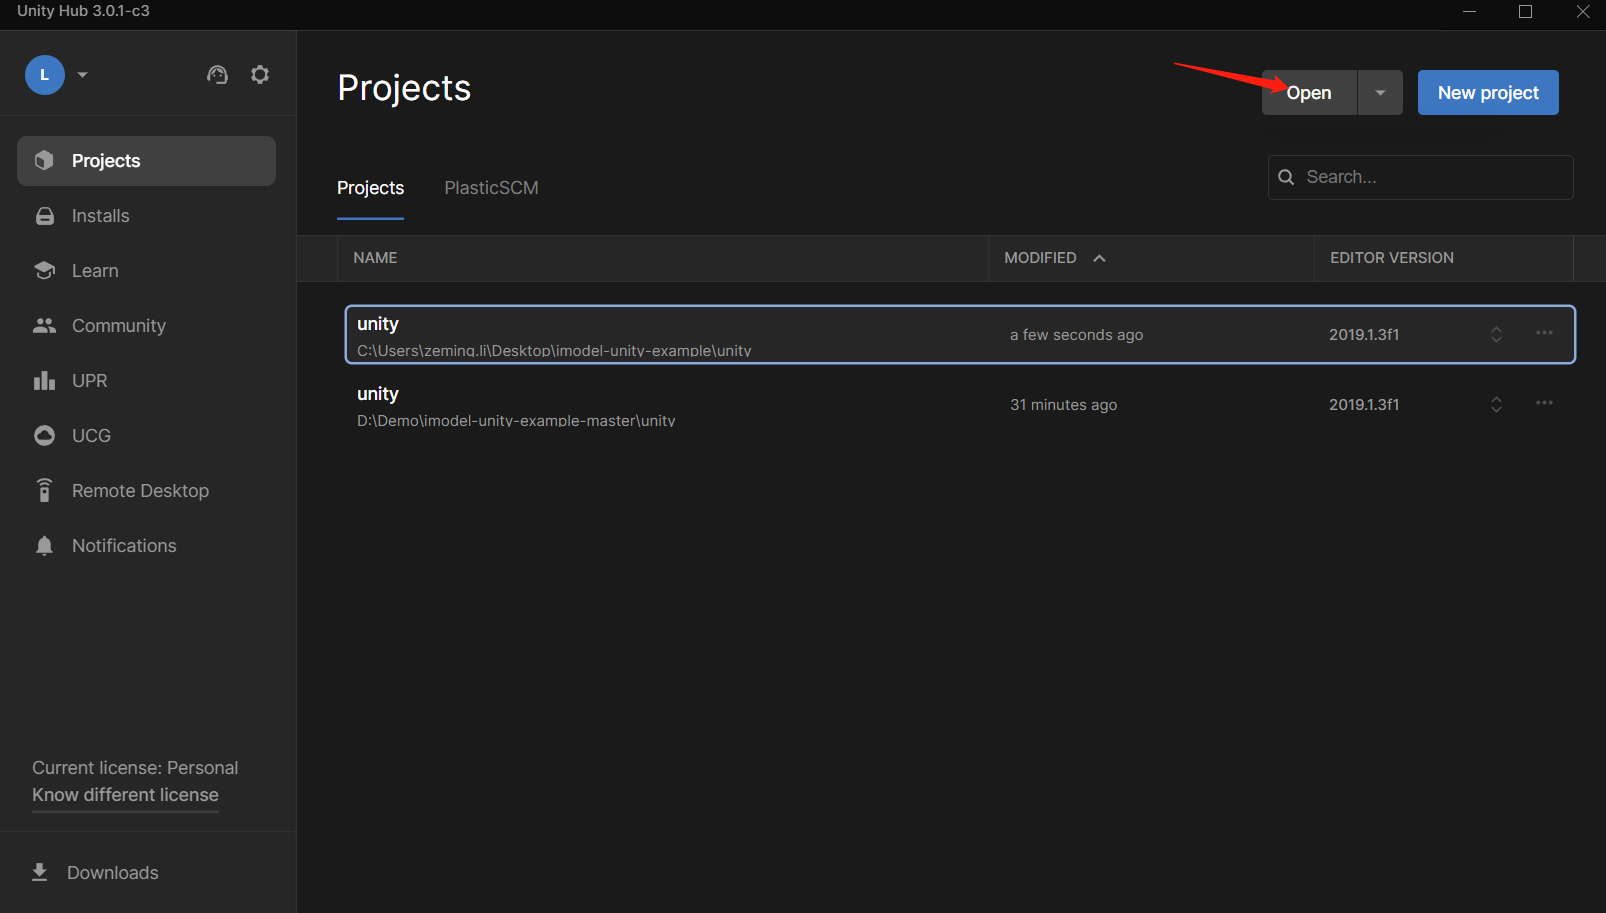 Unity Hub 3.0.1-c3
L
Projects
Open
New project
Projects
Installs
Learn
Community
UPR
UCG
Remote Desktop
Notifications
Current license: Personal
Know different license
Downloads
Projects PlasticSCM
Search...
NAME MODIFIED EDITOR VERSION
unity
C:\Users\zeming.li\Desktop\imodel-unity-example\unity
a few seconds ago 2019.1.3f1
unity
D:\Demo\imodel-unity-example-master\unity
31 minutes ago 2019.1.3f1